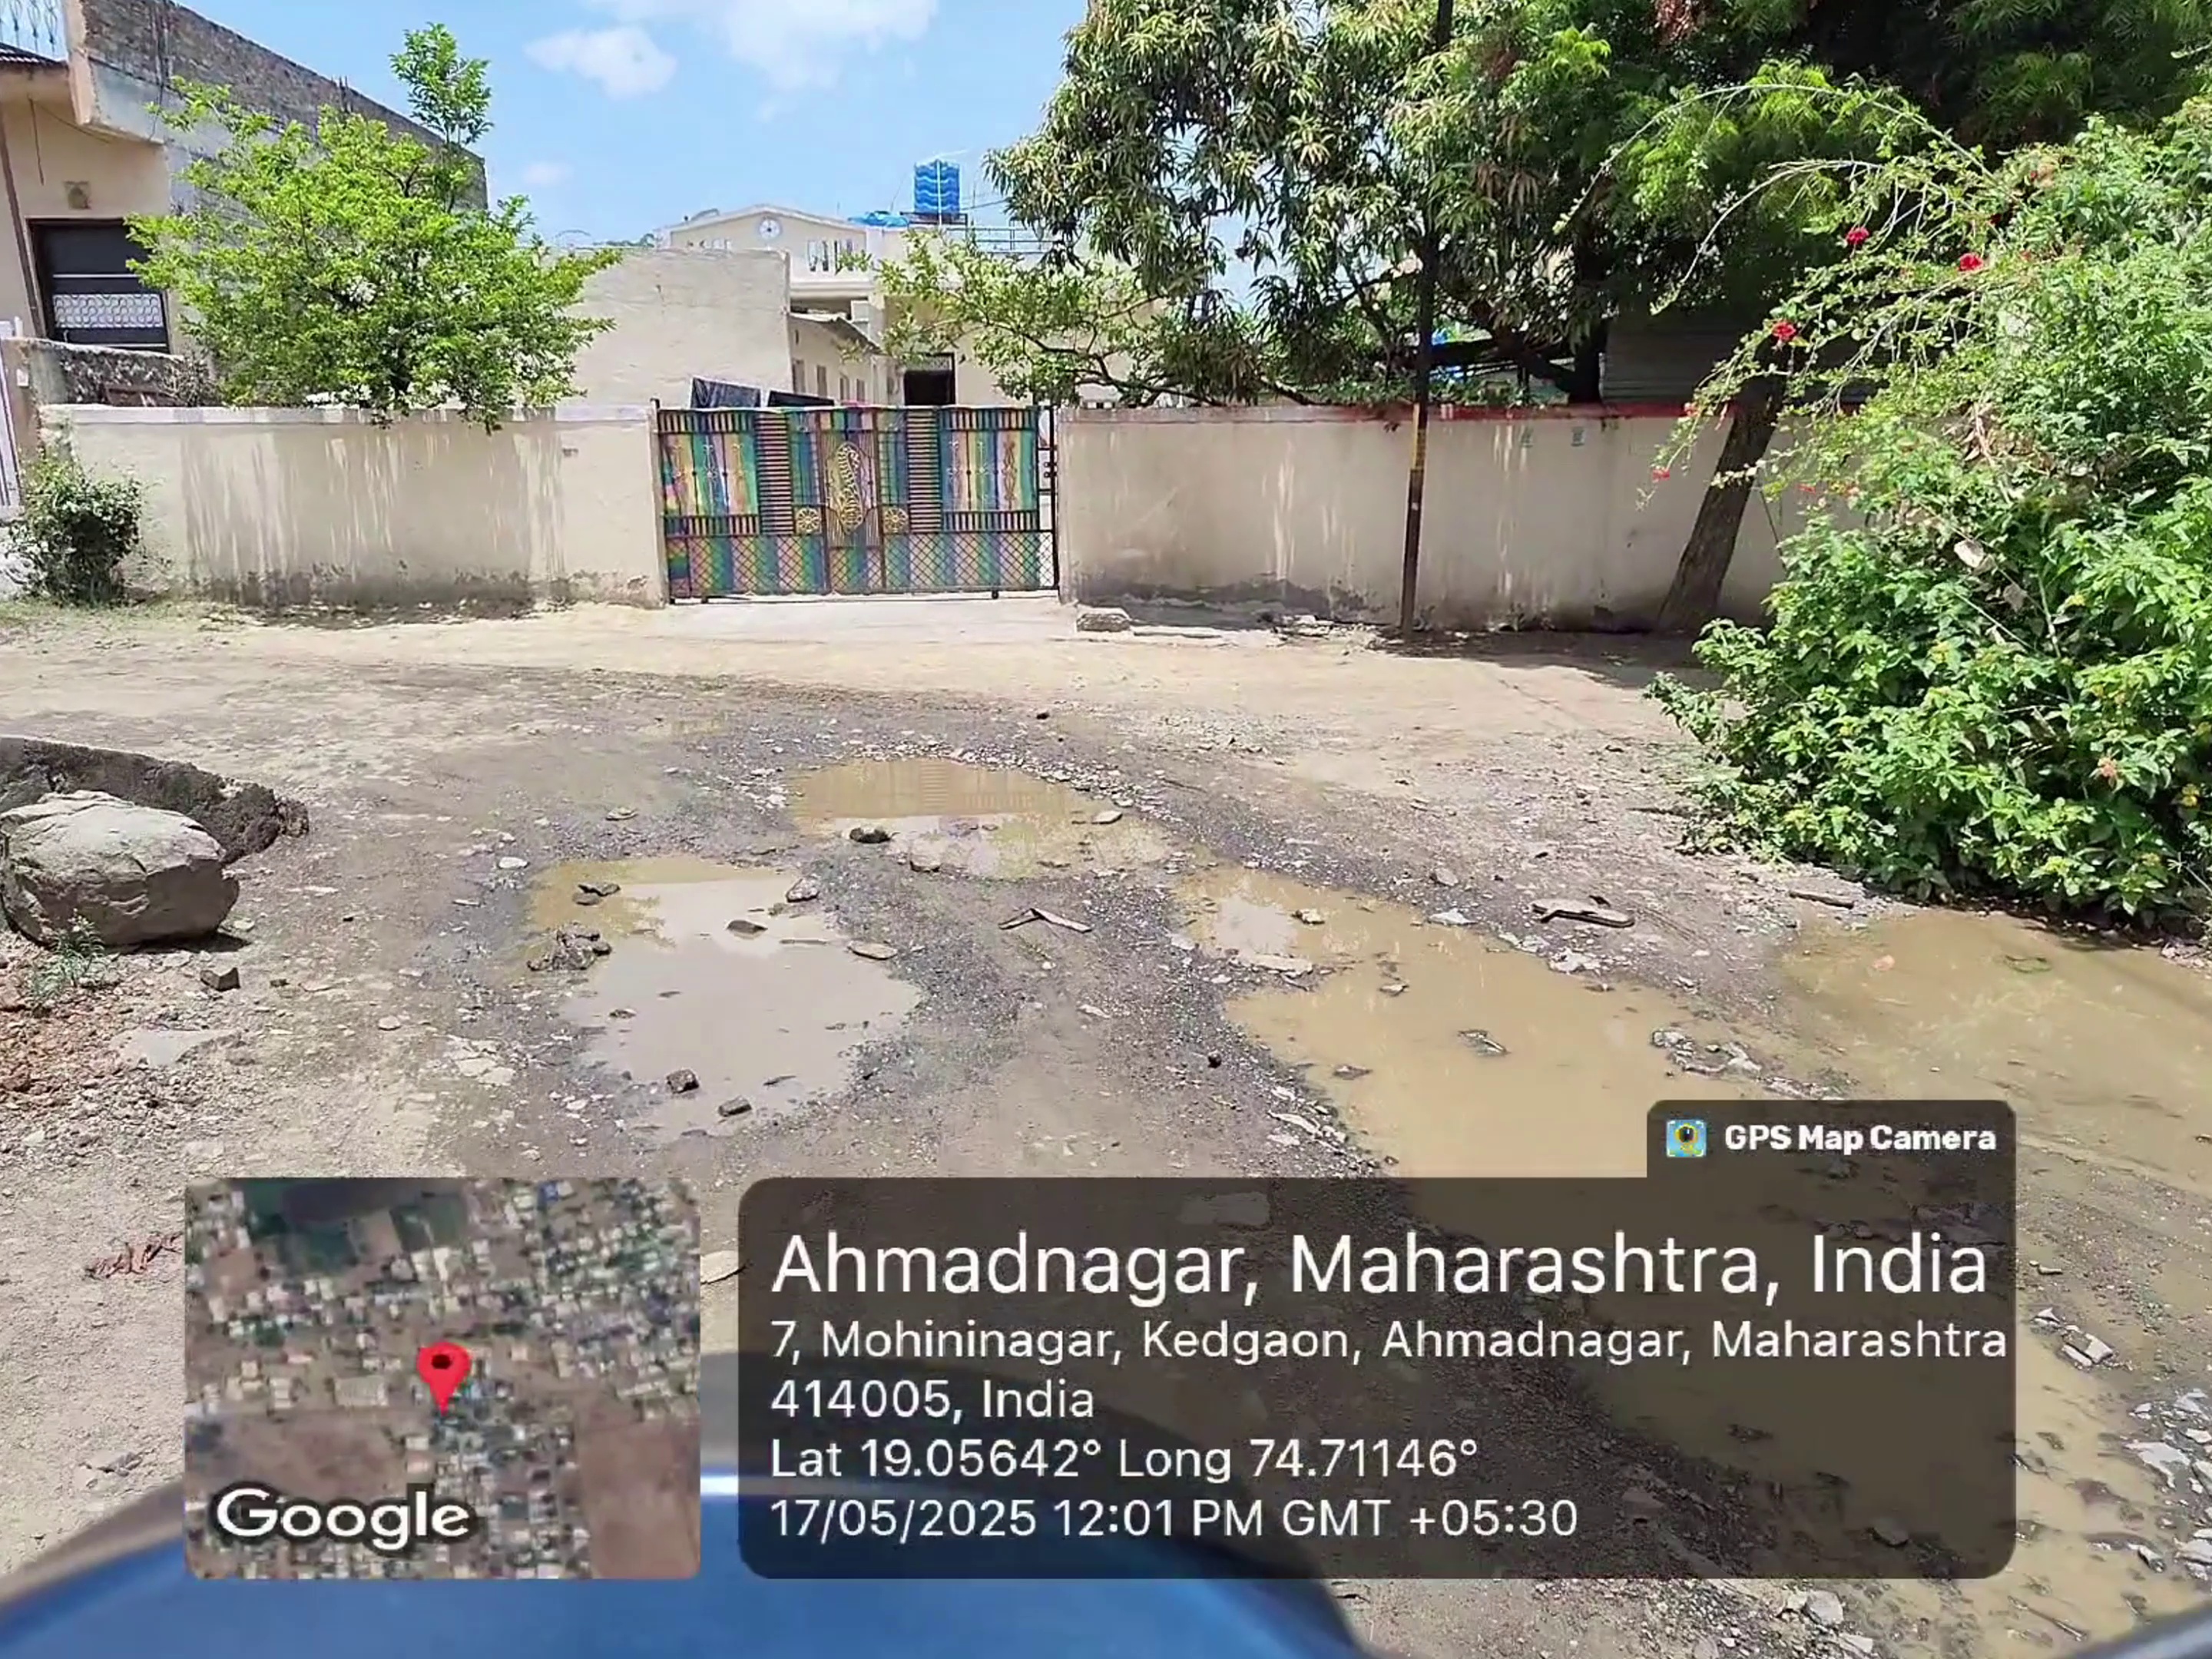 GPS Map Camera
Ahmadnagar, Maharashtra, India
7, Mohininagar, Kedgaon, Ahmadnagar, Maharashtra
414005, India
Lat 19.05642° Long 74.71146°
17/05/2025 12:01 PM GMT +05:30
Google